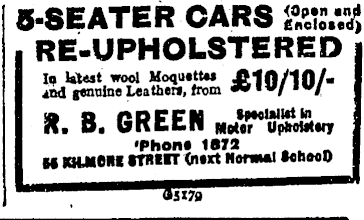 5-SEATER CARS (Open and Enclosed)
RE-UPHOLSTERED
In latest wool Moquettes and genuine Leathers, from £10/10/-
R. B. GREEN Specialist in Motor Upholstery
'Phone 1872
56 KILMORE STREET (next Normal School)
G5179